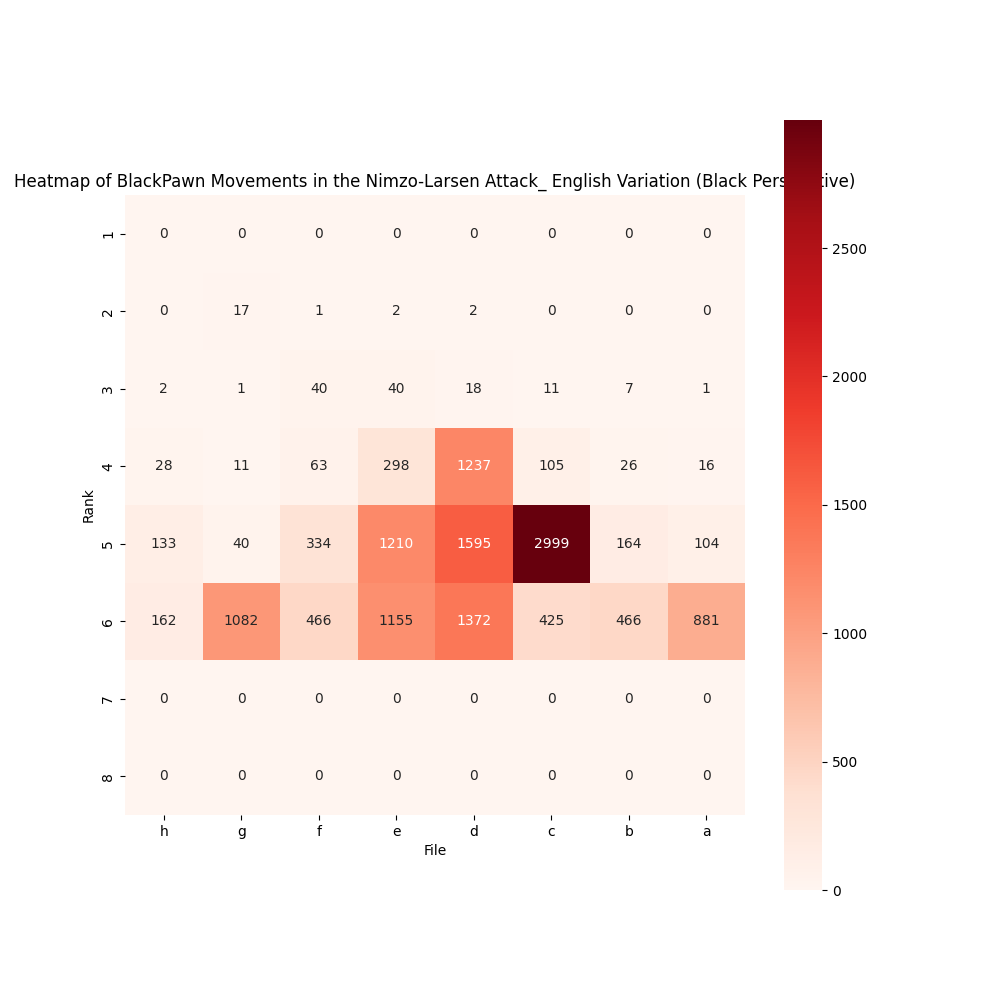 Heatmap of BlackPawn Movements in the Nimzo-Larsen Attack_ English Variation (Black Perspective)
1 0 0 0 0 0 0 0 0
2500
2 0 17 1 2 2 0 0 0
2000
3 2 1 40 40 18 11 7 1
4 28 11 63 298 1237 105 26 16
1500
Rank
5 133 40 334 1210 1595 2999 164 104
1000
6 162 1082 466 1155 1372 425 466 881
7 0 0 0 0 0 0 0 0
500
8 0 0 0 0 0 0 0 0
h g f e d c b a
File
0